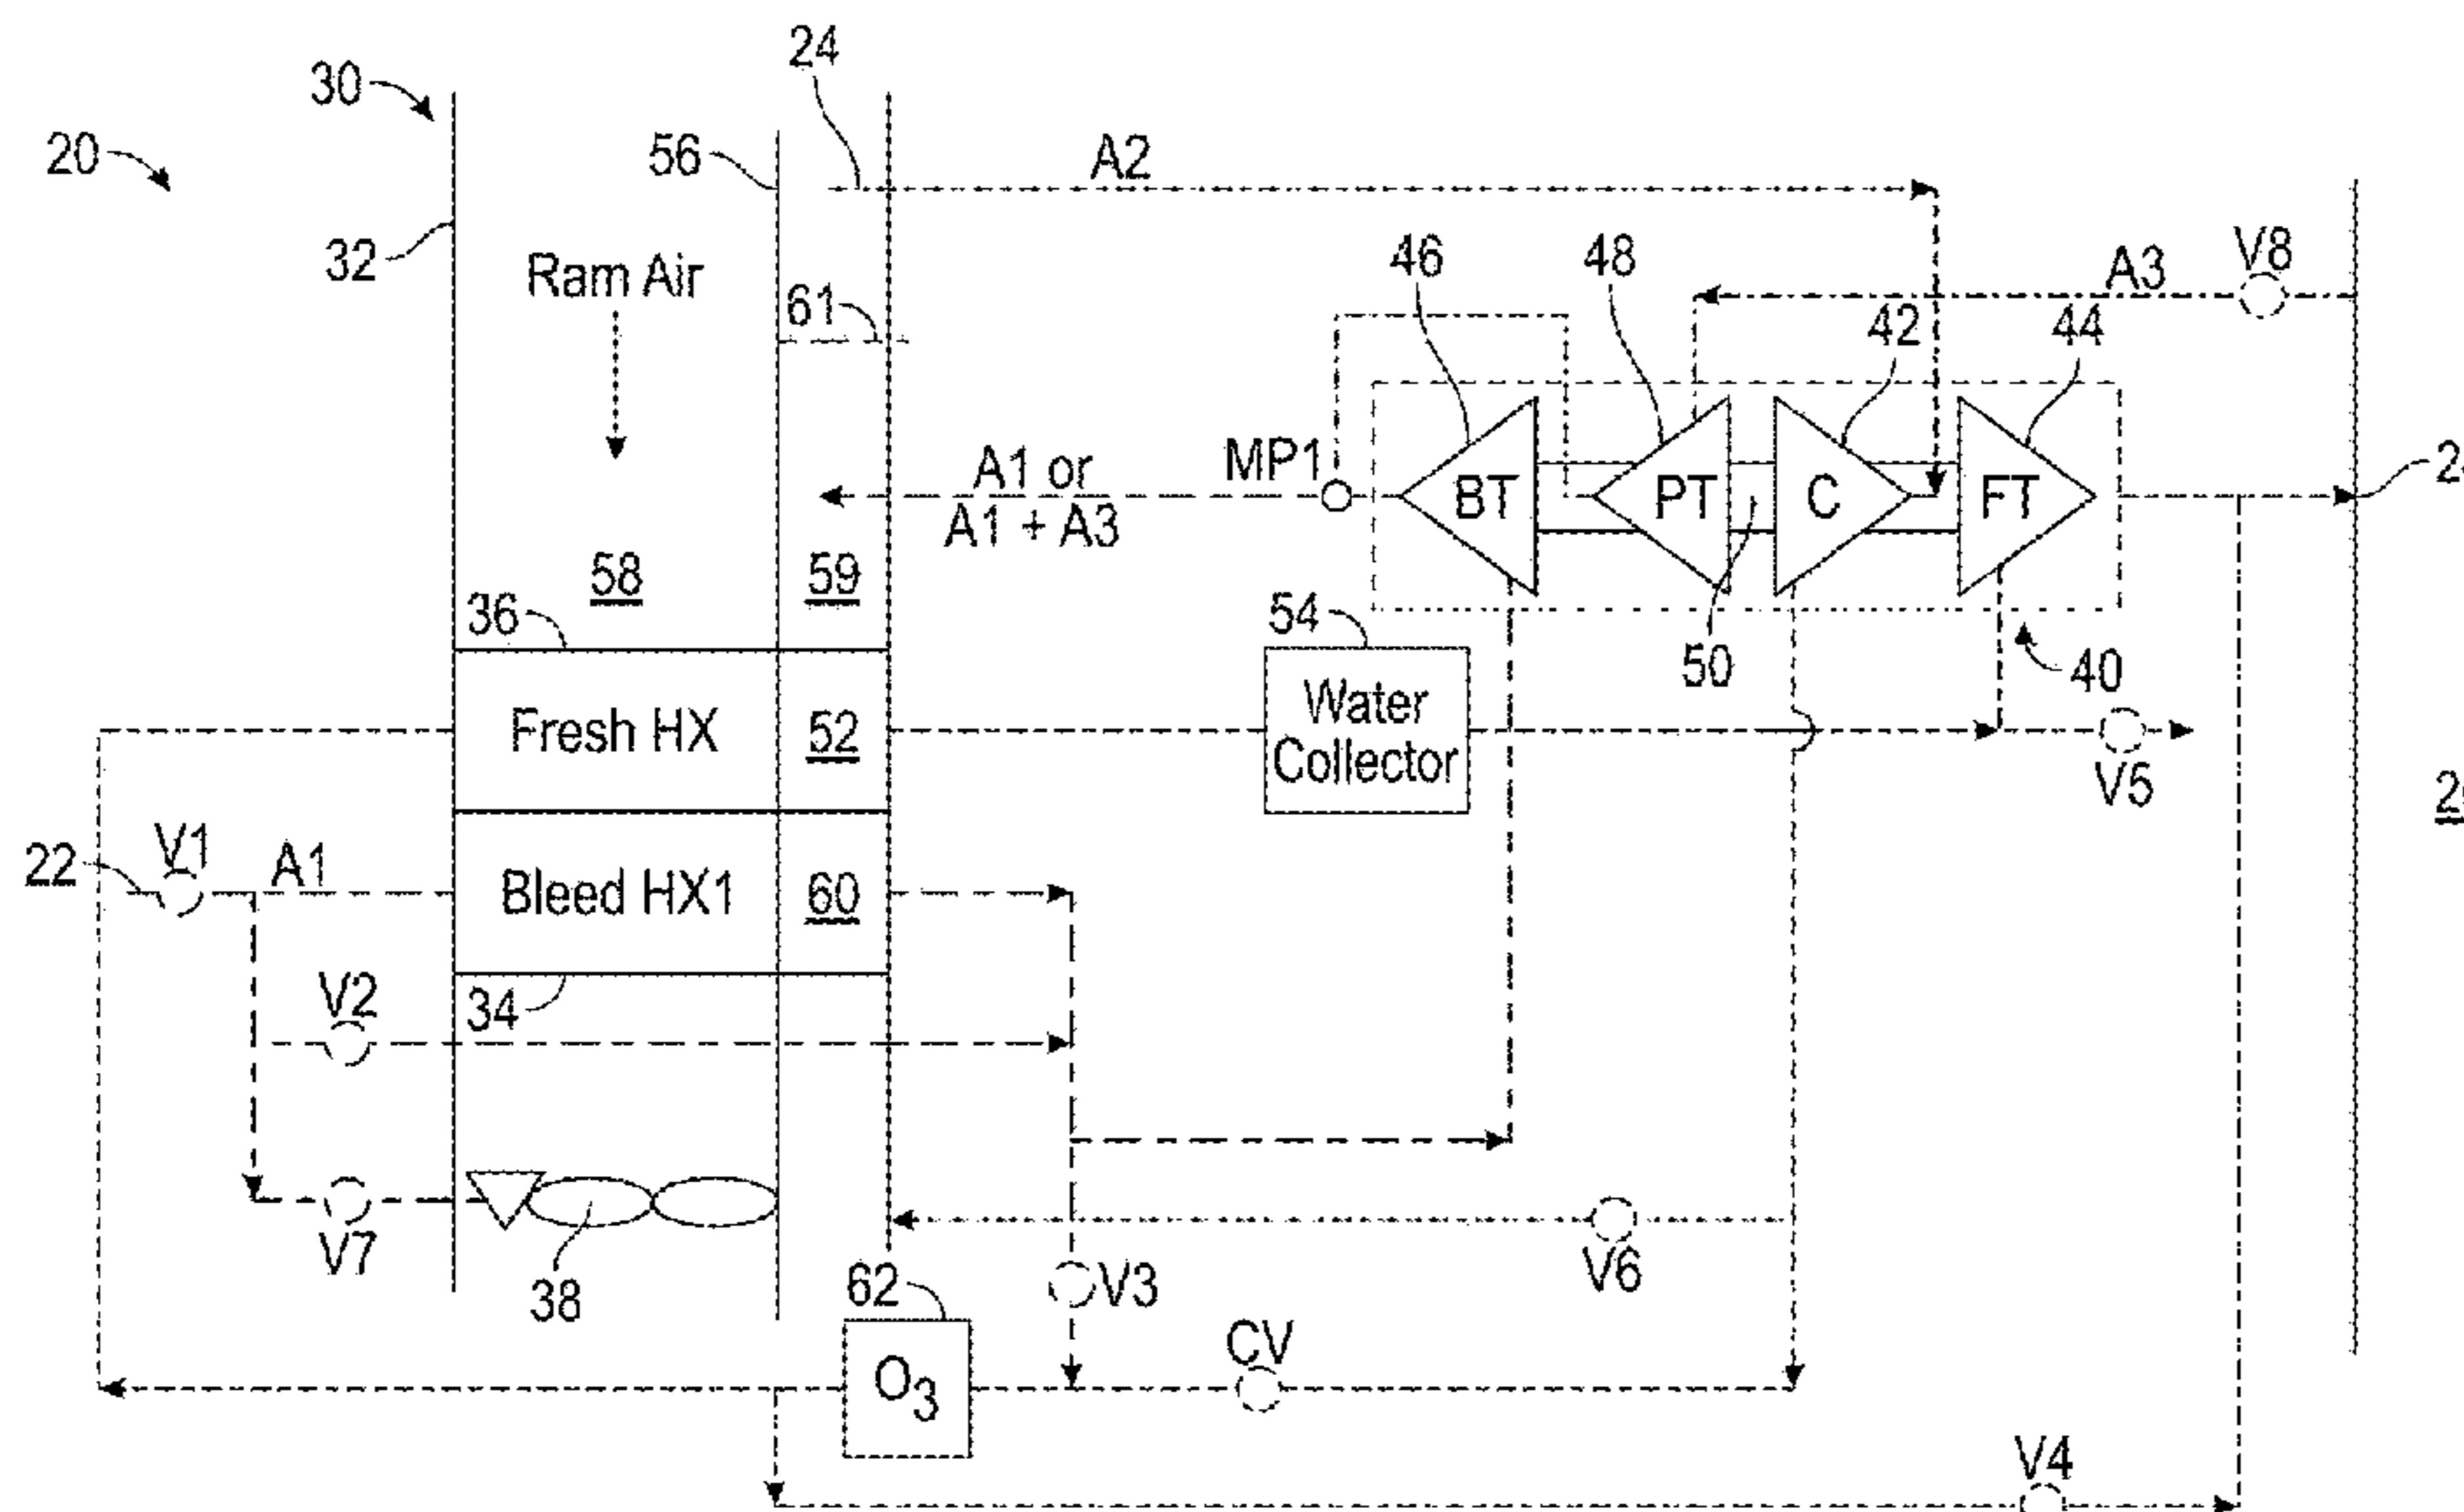 24
30
20
56
A2
32
Ram Air
61
46
48
A3
V8
42
44
A1 or
A1 + A3
MP1
BT
PT
C
FT
58
59
36
54
50
40
Fresh HX
52
Water
Collector
V5
22
V1
A1
Bleed HX1
60
V2
34
V7
38
62
V3
V6
CV
O3
V4